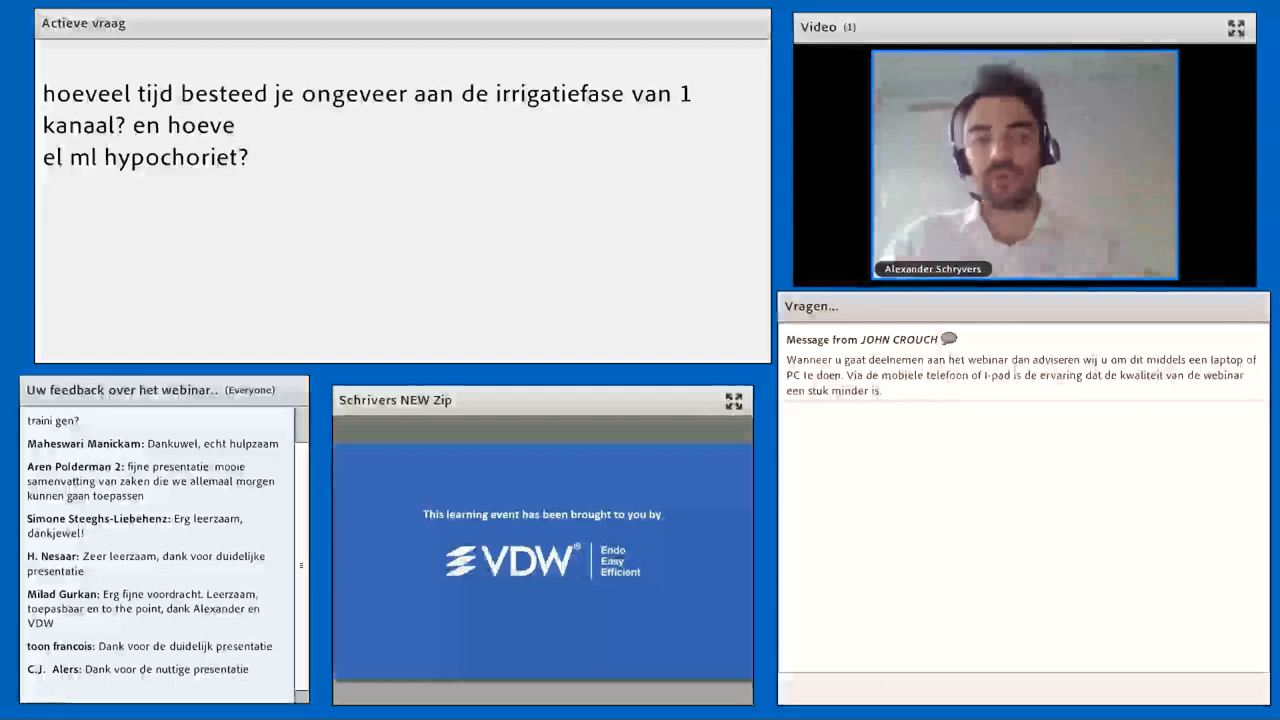 Actieve vraag
hoeveel tijd besteed je ongeveer aan de irrigatiefase van 1
kanaal? en hoeve
el ml hypochoriet?
Video (1)
Alexander Schryvers
Vragen...
Message from JOHN CROUCH
Wanneer u gaat deelnemen aan het webinar dan adviseren wij u om dit middels een laptop of
PC te doen. Via de mobiele telefoon of I-pad is de ervaring dat de kwaliteit van de webinar
een stuk minder is.
Uw feedback over het webinar.. (Everyone)
traini gen?
Maheswari Manickam: Dankuwel, echt hulpzaam
Aren Polderman 2: fijne presentatie mooie
samenvatting van zaken die we allemaal morgen
kunnen gaan toepassen
Simone Steeghs-Liebehenz: Erg leerzaam,
dankjewel!
H. Nesaar: Zeer leerzaam, dank voor duidelijke
presentatie
Milad Gurkan: Erg fijne voordracht. Leerzaam,
toepasbaar en to the point, dank Alexander en
VDW
toon francois: Dank voor de duidelijk presentatie
C.J. Alers: Dank voor de nuttige presentatie
Schrivers NEW Zip
This learning event has been brought to you by
VDW®
Endo
Easy
Efficient